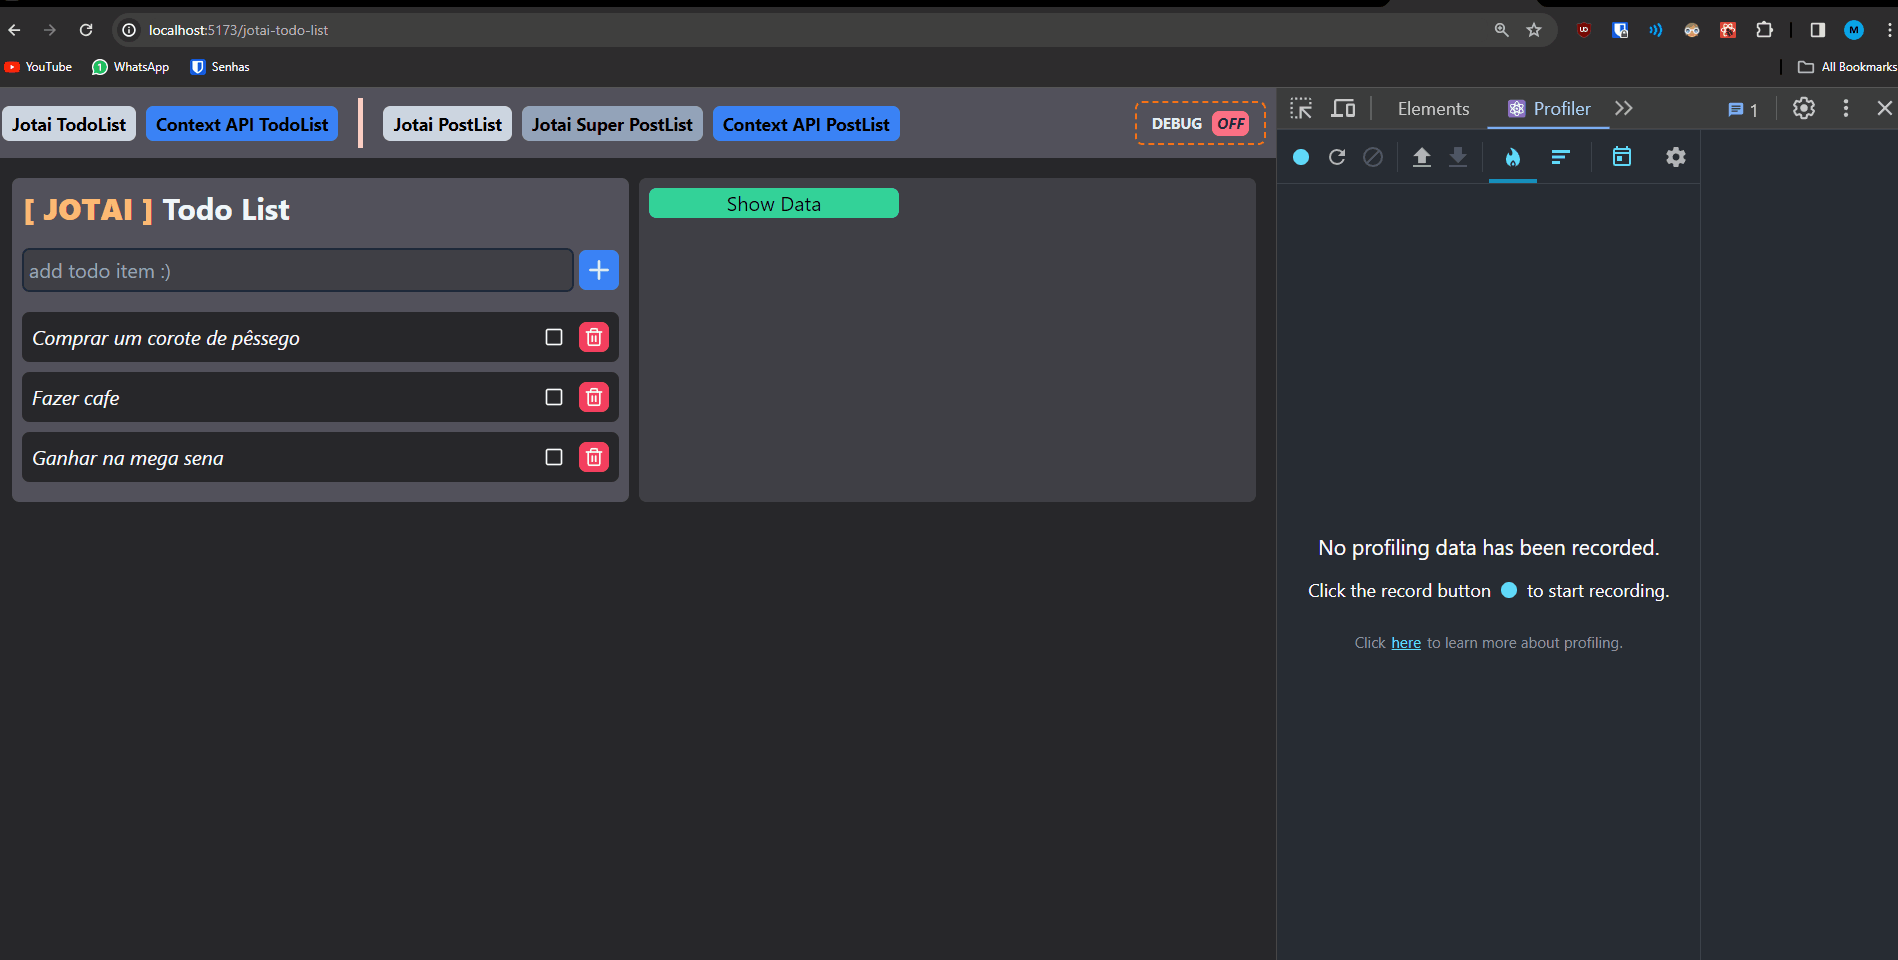 localhost:5173/jotai-todo-list
YouTube WhatsApp Senhas All Bookmarks
Jotai TodoList Context API TodoList Jotai PostList Jotai Super PostList Context API PostList DEBUG OFF
Elements Profiler 1
[ JOTAI ] Todo List
Show Data
add todo item :)
Comprar um corote de pêssego
Fazer cafe
Ganhar na mega sena
No profiling data has been recorded.
Click the record button to start recording.
Click here to learn more about profiling.